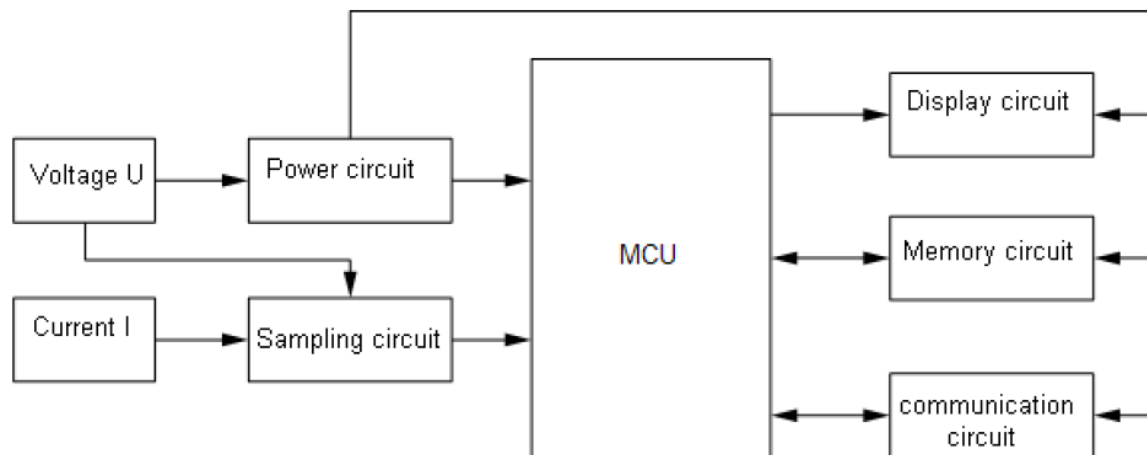 Voltage U
Power circuit
Current I
Sampling circuit
MCU
Display circuit
Memory circuit
communication
circuit